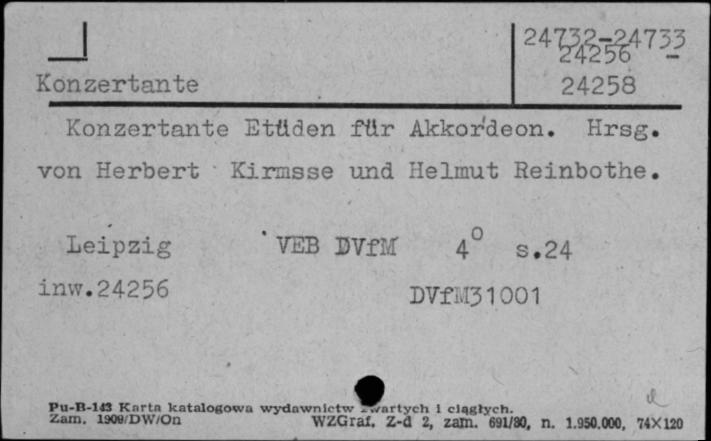 24732-24733
24256 -
Konzertante 24258
Konzertante Etüden für Akkordeon. Hrsg.
von Herbert Kirmsse und Helmut Reinbothe.
Leipzig VEB DVfM 4° s.24
inw.24256 DVfM31001
Pu-B-143 Karta katalogowa wydawnictw zwartych i ciągłych.
Zam. 1909/DW/On WZGraf. Z-d 2, zam. 691/80, n. 1.950.000, 74X120